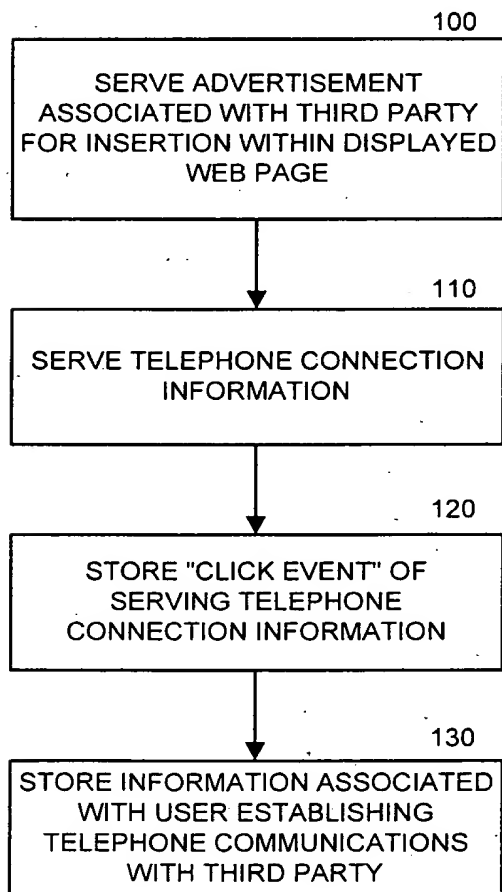 100
SERVE ADVERTISEMENT
ASSOCIATED WITH THIRD PARTY
FOR INSERTION WITHIN DISPLAYED
WEB PAGE
110
SERVE TELEPHONE CONNECTION
INFORMATION
120
STORE "CLICK EVENT" OF
SERVING TELEPHONE
CONNECTION INFORMATION
130
STORE INFORMATION ASSOCIATED
WITH USER ESTABLISHING
TELEPHONE COMMUNICATIONS
WITH THIRD PARTY